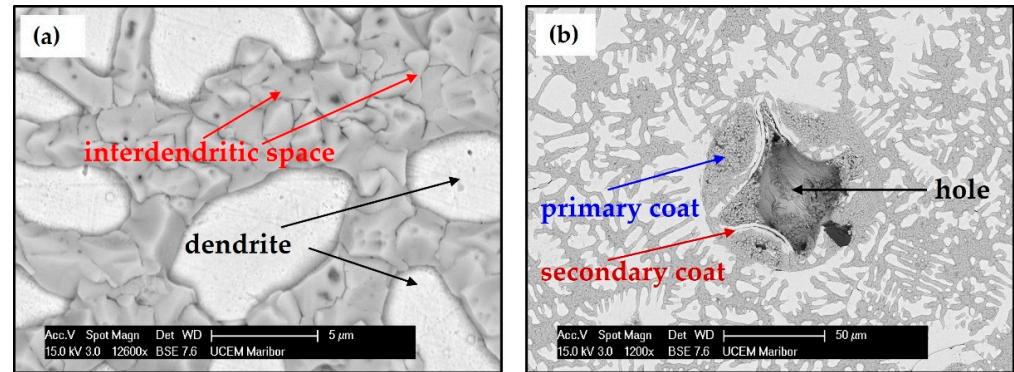 (a)
interdendritic space
dendrite
Acc.V Spot Magn Det WD 5 µm
15.0 kV 3.0 12600x BSE 7.6 UCEM Maribor
(b)
primary coat
hole
secondary coat
Acc.V Spot Magn Det WD 50 µm
15.0 kV 3.0 1200x BSE 7.6 UCEM Maribor